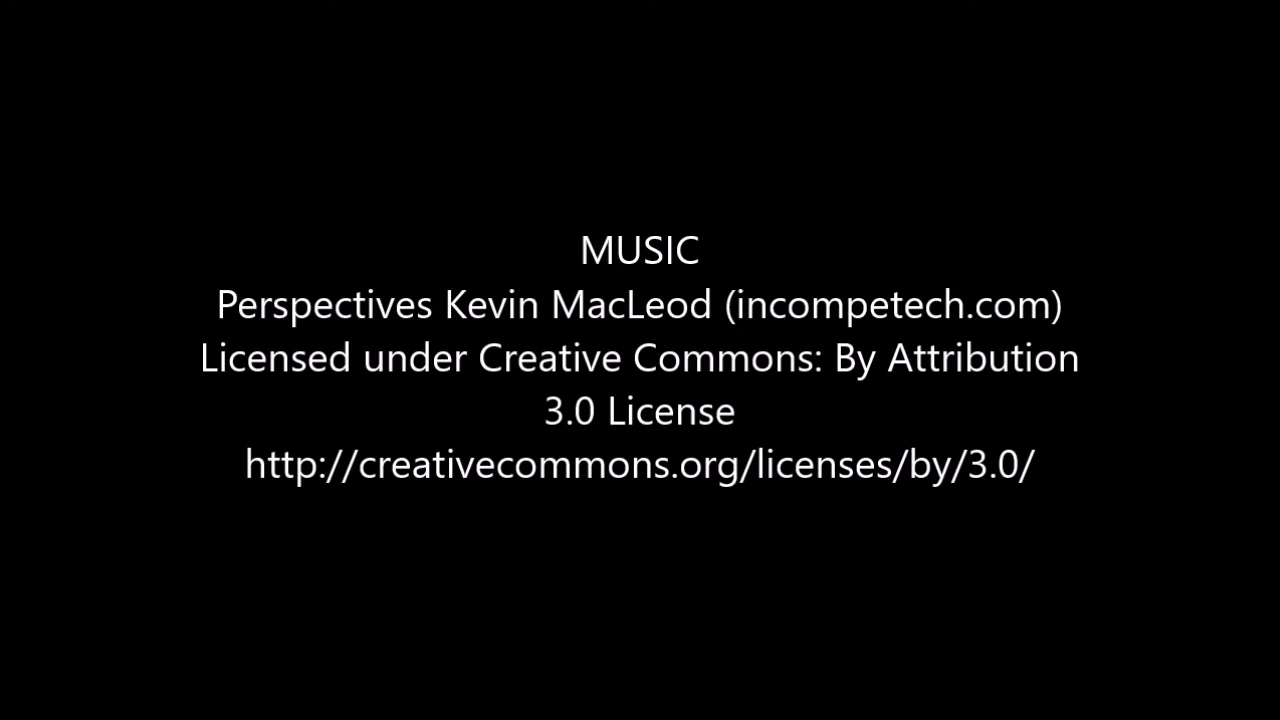 MUSIC
Perspectives Kevin MacLeod (incompetech.com)
Licensed under Creative Commons: By Attribution
3.0 License
http://creativecommons.org/licenses/by/3.0/